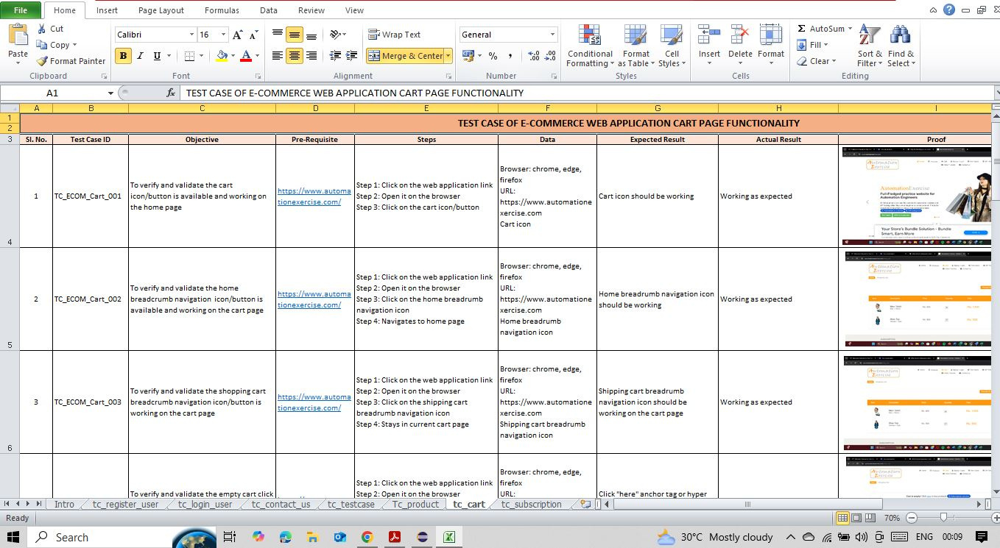 File Home Insert Page Layout Formulas Data Review View
Paste
Cut
Copy
Format Painter
Clipboard
Calibri 16
B I U
Font
Wrap Text
Merge & Center
Alignment
General
% ,
Number
Conditional Formatting
Format as Table
Cell Styles
Styles
Insert Delete Format
Cells
AutoSum
Fill
Clear
Sort & Filter
Find & Select
Editing
A1 fx TEST CASE OF E-COMMERCE WEB APPLICATION CART PAGE FUNCTIONALITY
A B C D E F G H I
1
2
TEST CASE OF E-COMMERCE WEB APPLICATION CART PAGE FUNCTIONALITY
3 Sl. No. Test Case ID Objective Pre-Requisite Steps Data Expected Result Actual Result Proof
4
1
TC_ECOM_Cart_001
To verify and validate the cart
icon/button is available and working on
the home page
https://www.automa
tionexercise.com/
Step 1: Click on the web application link
Step 2: Open it on the browser
Step 3: Click on the cart icon/button
Browser: chrome, edge,
firefox
URL:
https://www.automatione
xercise.com
Cart icon
Cart icon should be working
Working as expected
AutomationExercise
Full-Fledged practice website for
Automation Engineers
Your Store's Bundle Solution - Bundle
Smart, Earn More
5
2
TC_ECOM_Cart_002
To verify and validate the home
breadcrumb navigation  icon/button is
available and working on the cart page
https://www.automa
tionexercise.com/
Step 1: Click on the web application link
Step 2: Open it on the browser
Step 3: Click on the home breadcrumb
navigation icon
Step 4: Navigates to home page
Browser: chrome, edge,
firefox
URL:
https://www.automatione
xercise.com
Home breadcrumb
navigation icon
Home breadcrumb navigation icon
should be working
Working as expected
6
3
TC_ECOM_Cart_003
To verify and validate the shopping cart
breadcrumb navigation icon/button is
working on the cart page
https://www.automa
tionexercise.com/
Step 1: Click on the web application link
Step 2: Open it on the browser
Step 3: Click on the shipping cart
breadcrumb navigation icon
Step 4: Stays in current cart page
Browser: chrome, edge,
firefox
URL:
https://www.automatione
xercise.com
Shipping cart breadcrumb
navigation icon
Shipping cart breadcrumb
navigation icon should be
working on the cart page
Working as expected
To verify and validate the empty cart click
Step 1: Click on the web application link
Step 2: Open it on the browser
Browser: chrome, edge,
firefox
URL:
Click "here" anchor tag or hyper
Intro tc_register_user tc_login_user tc_contact_us tc_testcase Tc_product tc_cart tc_subscription
Ready 70%
Search 30°C Mostly cloudy ENG 00:09